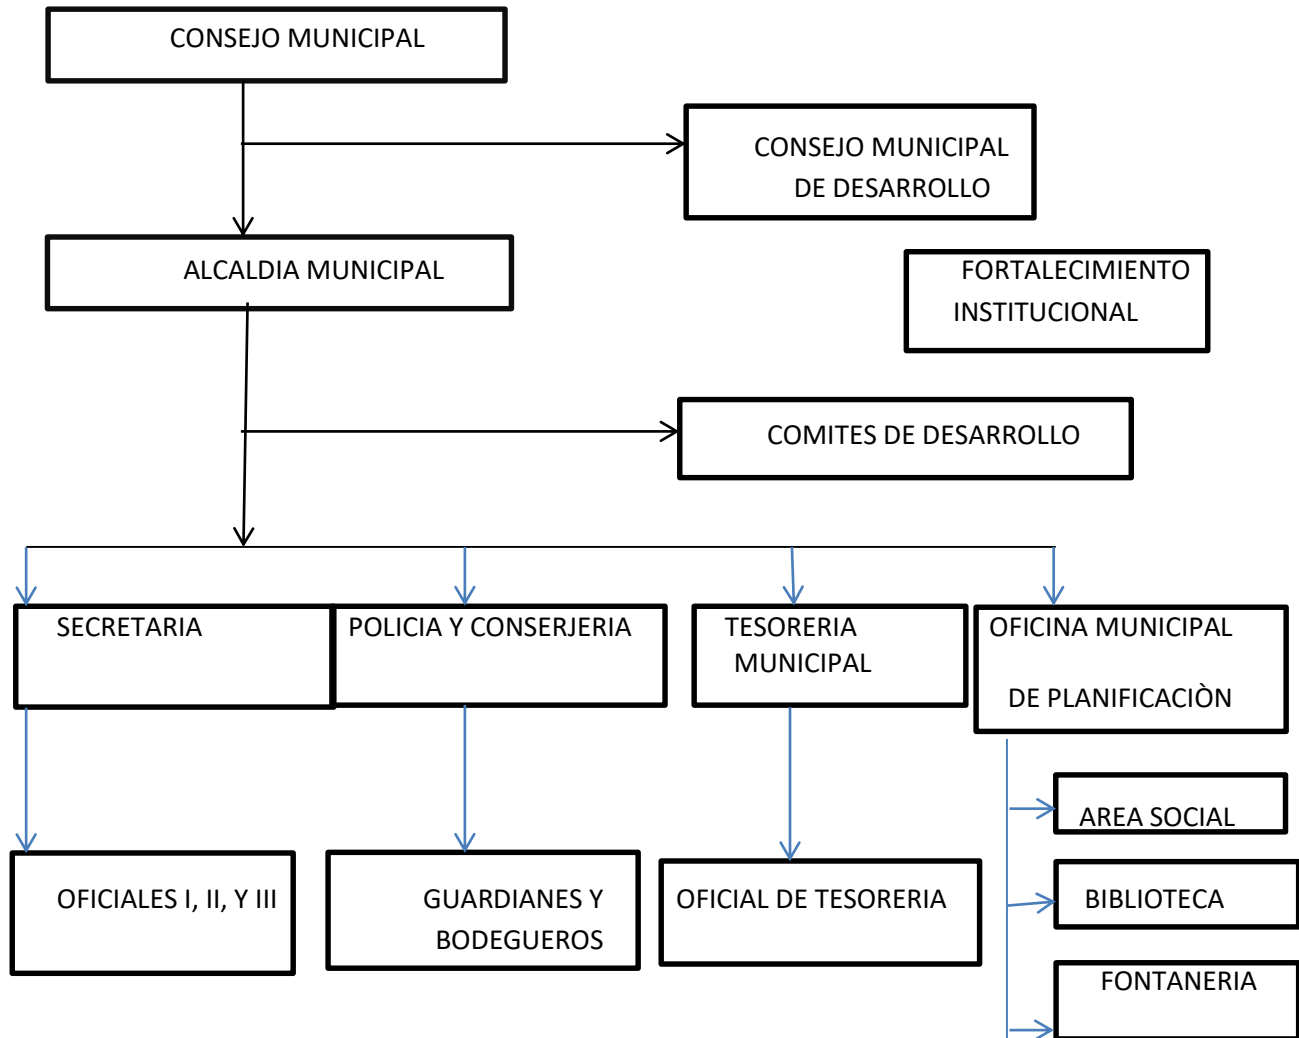 CONSEJO MUNICIPAL
CONSEJO MUNICIPAL
DE DESARROLLO
ALCALDIA MUNICIPAL
FORTALECIMIENTO
INSTITUCIONAL
COMITES DE DESARROLLO
SECRETARIA
POLICIA Y CONSERJERIA
TESORERIA
MUNICIPAL
OFICINA MUNICIPAL
DE PLANIFICACIÒN
AREA SOCIAL
OFICIALES I, II, Y III
GUARDIANES Y
BODEGUEROS
OFICIAL DE TESORERIA
BIBLIOTECA
FONTANERIA